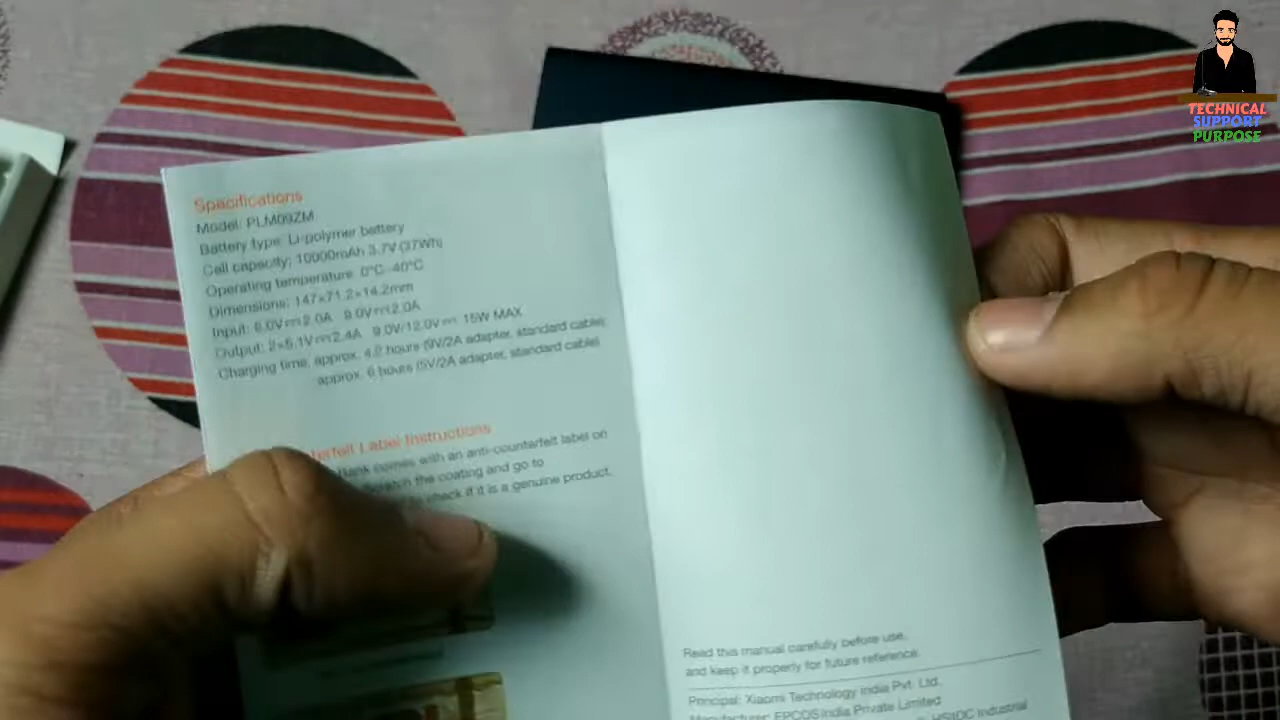 TECHNICAL
SUPPORT
PURPOSE
Specifications
Model: PLM09ZM
Battery type: Li-polymer battery
Cell capacity: 10000mAh 3.7V (37Wh)
Operating temperature: 0°C~40°C
Dimensions: 147×71.2×14.2mm
Input: 5.0V⎓2.0A 9.0V⎓2.0A
Output: 2×5.1V⎓2.4A 9.0V/12.0V⎓ 15W MAX
Charging time: approx. 4.2 hours (9V/2A adapter, standard cable)
approx. 6 hours (5V/2A adapter, standard cable)
terfeit Label Instructions
bank comes with an anti-counterfeit label on
scratch the coating and go to
to check if it is a genuine product.
Read this manual carefully before use,
and keep it properly for future reference.
Principal: Xiaomi Technology India Pvt. Ltd.
Manufacturer: EPCOS India Private Limited
HSIIDC Industrial